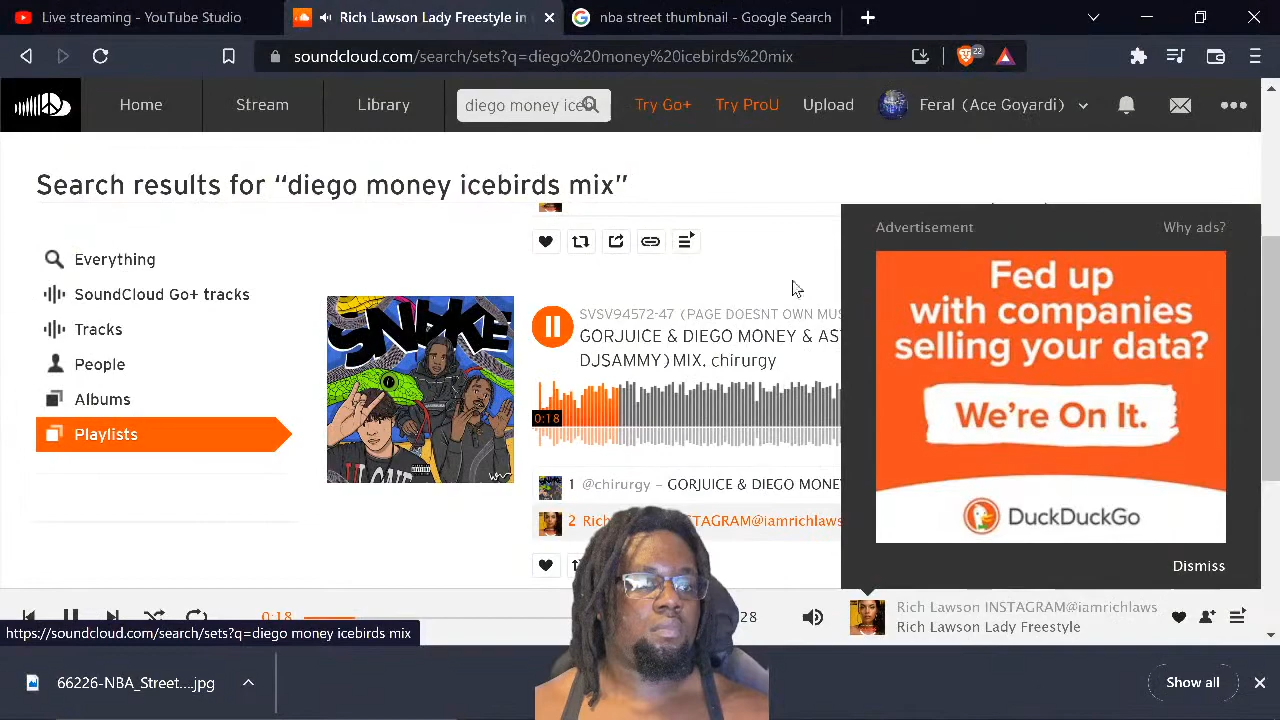 Live streaming - YouTube Studio
Rich Lawson Lady Freestyle in
nba street thumbnail - Google Search
soundcloud.com/search/sets?q=diego%20money%20icebirds%20mix
22
Home
Stream
Library
diego money iceb
Try Go+
Try ProU
Upload
Feral (Ace Goyardi)
Search results for “diego money icebirds mix”
Everything
SoundCloud Go+ tracks
Tracks
People
Albums
Playlists
SNAKE
SVSV94572-47 (PAGE DOESNT OWN MUS
GORJUICE & DIEGO MONEY & AS
DJSAMMY) MIX, chirurgy
0:18
1 @chirurgy – GORJUICE & DIEGO MONEY
2 Rich
TAGRAM@iamrichlaws
Advertisement
Why ads?
Fed up
with companies
selling your data?
We're On It.
DuckDuckGo
Dismiss
0:18
28
Rich Lawson INSTAGRAM@iamrichlaws
Rich Lawson Lady Freestyle
https://soundcloud.com/search/sets?q=diego money icebirds mix
66226-NBA_Street....jpg
Show all